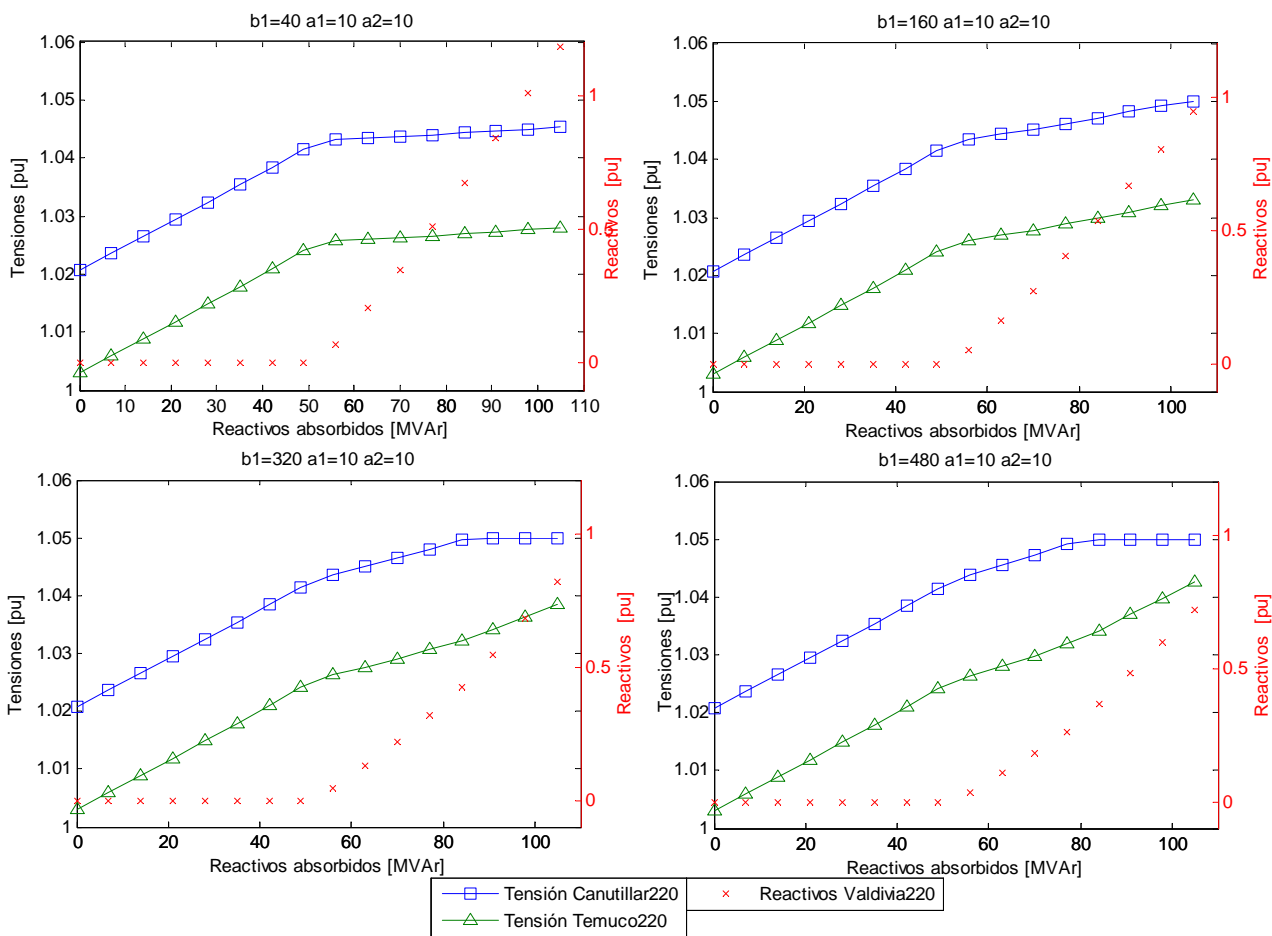 b1=40 a1=10 a2=10
1.06
1.05
1.04
1.03
1.02
1.01
1
Tensiones [pu]
1
0.5
0
Reactivos [pu]
0 10 20 30 40 50 60 70 80 90 100 110
Reactivos absorbidos [MVAr]
b1=160 a1=10 a2=10
1.06
1.05
1.04
1.03
1.02
1.01
1
Tensiones [pu]
1
0.5
0
Reactivos [pu]
0 20 40 60 80 100
Reactivos absorbidos [MVAr]
b1=320 a1=10 a2=10
1.06
1.05
1.04
1.03
1.02
1.01
1
Tensiones [pu]
1
0.5
0
Reactivos [pu]
0 20 40 60 80 100
Reactivos absorbidos [MVAr]
b1=480 a1=10 a2=10
1.06
1.05
1.04
1.03
1.02
1.01
1
Tensiones [pu]
1
0.5
0
Reactivos [pu]
0 20 40 60 80 100
Reactivos absorbidos [MVAr]
Tensión Canutillar220
Tensión Temuco220
Reactivos Valdivia220